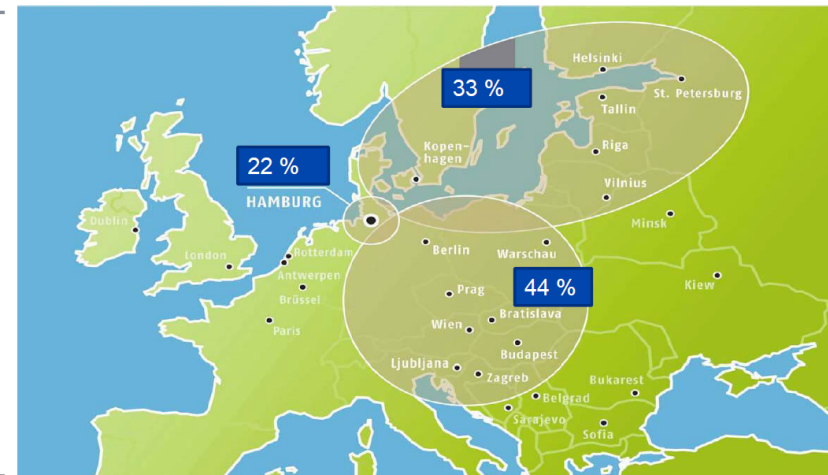 Helsinki
33 %
St. Petersburg
Tallin
Kopen-
hagen
Riga
22 %
Vilnius
HAMBURG
Minsk
Dublin
Berlin
Warschau
London
Rotterdam
Antwerpen
Kiew
Brüssel
Prag
44 %
Bratislava
Paris
Wien
Budapest
Ljubljana
Zagreb
Bukarest
Belgrad
Sarajevo
Sofia